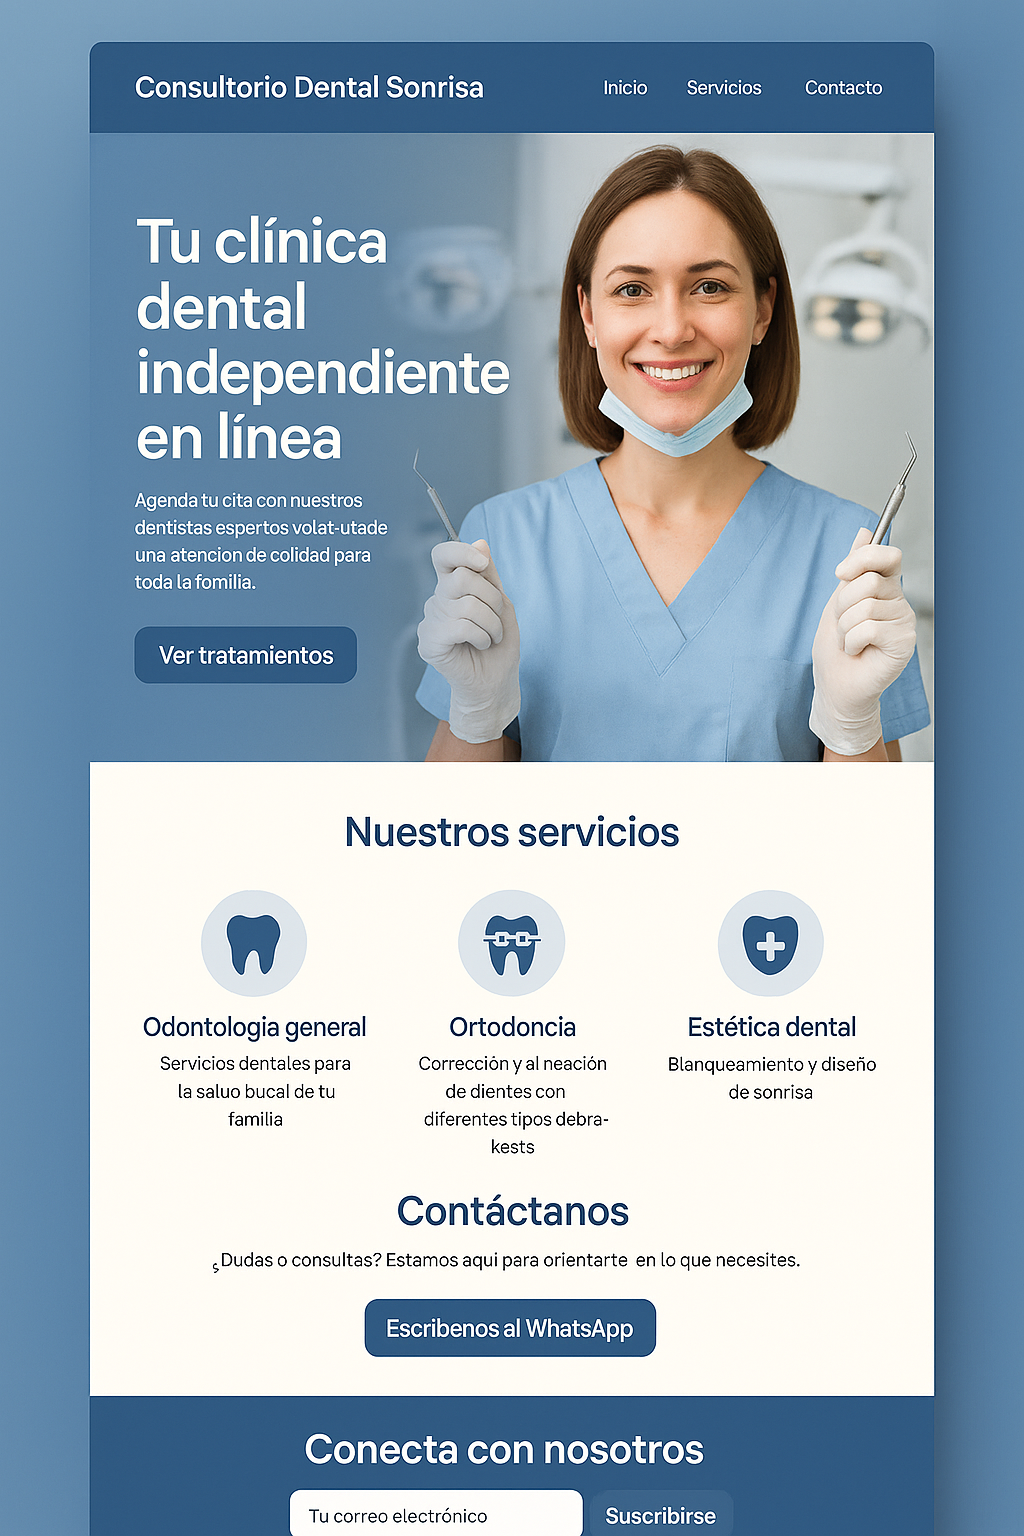 Consultorio Dental Sonrisa
Inicio Servicios Contacto
Tu clínica
dental
independiente
en línea
Agenda tu cita con nuestros
dentistas espertos volat-utade
una atencion de colidad para
toda la fomilia.
Ver tratamientos
Nuestros servicios
Odontologia general
Servicios dentales para
la saluo bucal de tu
familia
Ortodoncia
Corrección y al neación
de dientes con
diferentes tipos debra-
kests
Estética dental
Blanqueamiento y diseño
de sonrisa
Contáctanos
¿Dudas o consultas? Estamos aqui para orientarte en lo que necesites.
Escribenos al WhatsApp
Conecta con nosotros
Tu correo electrónico
Suscribirse